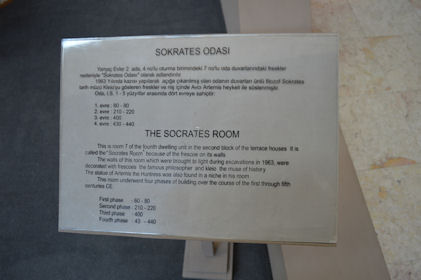 SOKRATES ODASI
Yamaç Evler 2. ada, 4 no'lu oturma birimindeki 7 no'lu oda duvarlarındaki freskler
nedeniyle "Sokrates Odası" olarak adlandırılır.
1963 Yılında kazısı yapılarak açığa çıkarılmış olan odanın duvarları ünlü filozof Sokrates
tarih müzü Kleio'yu gösteren freskler ve niş içinde Avcı Artemis heykeli ile süslenmiştir.
Oda, I.S. 1 - 5 yüzyıllar arasında dört evreye sahiptir:
1. evre : 60 - 80
2. evre : 210 - 220
3. evre : 400
4. evre : 430 - 440
THE SOCRATES ROOM
This is room 7 of the fourth dwelling unit in the second block of the terrace houses. It is
called the "Socrates Room" because of the frescoe on its walls.
The walls of this room which were brought to light during excavations in 1963, were
decorated with frescoes the famous philosopher and kleio the muse of history.
The statue of Artemis the Huntress was also found in a niche in his room.
This room underwent four phases of building over the course of the first through fifth
centuries CE.
First phase : 60 - 80
Second phase : 210 - 220
Third phase : 400
Fourth phase : 43 - 440